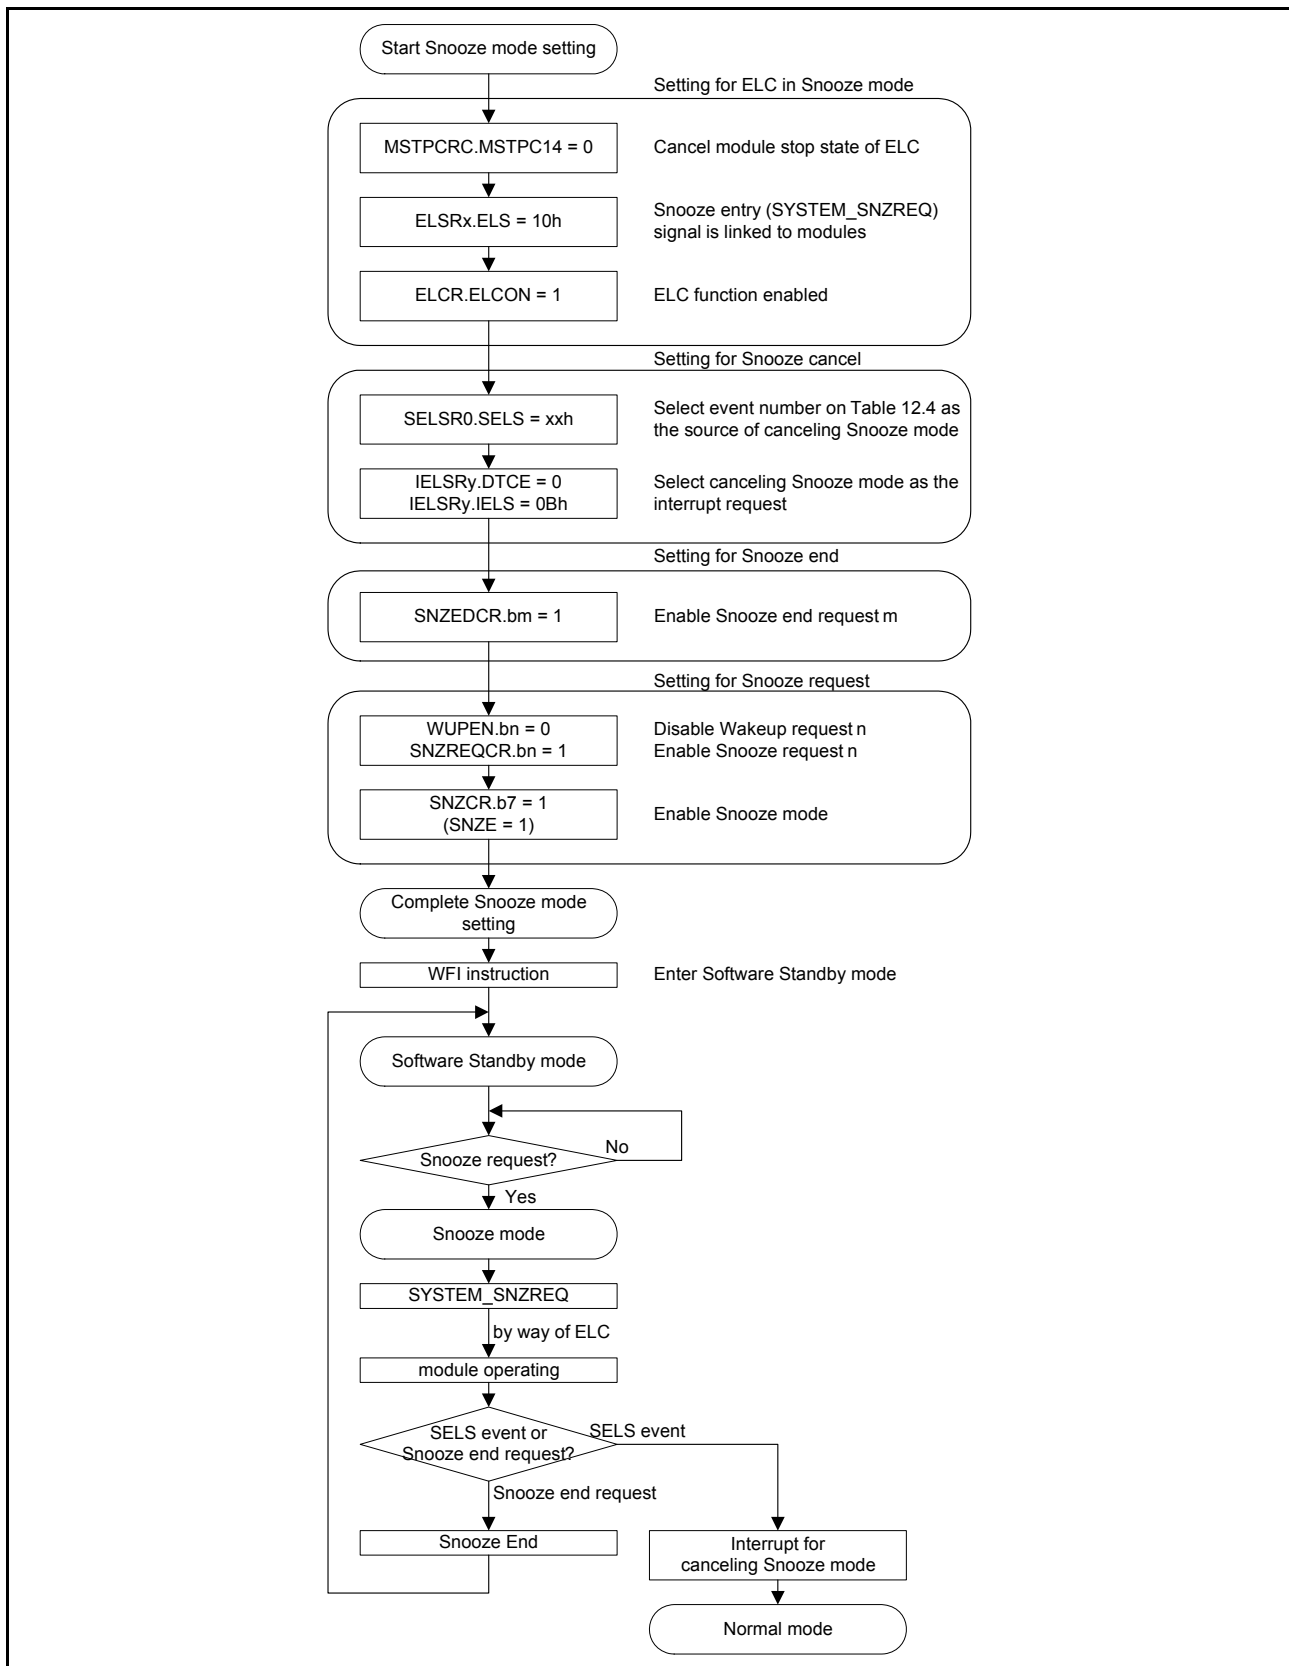 Start Snooze mode setting
Setting for ELC in Snooze mode
MSTPCRC.MSTPC14 = 0
Cancel module stop state of ELC
ELSRx.ELS = 10h
Snooze entry (SYSTEM_SNZREQ)
signal is linked to modules
ELCR.ELCON = 1
ELC function enabled
Setting for Snooze cancel
SELSR0.SELS = xxh
Select event number on Table 12.4 as
the source of canceling Snooze mode
IELSRy.DTCE = 0
IELSRy.IELS = 0Bh
Select canceling Snooze mode as the
interrupt request
Setting for Snooze end
SNZEDCR.bm = 1
Enable Snooze end request m
Setting for Snooze request
WUPEN.bn = 0
SNZREQCR.bn = 1
Disable Wakeup request n
Enable Snooze request n
SNZCR.b7 = 1
(SNZE = 1)
Enable Snooze mode
Complete Snooze mode
setting
WFI instruction
Enter Software Standby mode
Software Standby mode
Snooze request?
No
Yes
Snooze mode
SYSTEM_SNZREQ
by way of ELC
module operating
SELS event or
Snooze end request?
SELS event
Snooze end request
Snooze End
Interrupt for
canceling Snooze mode
Normal mode